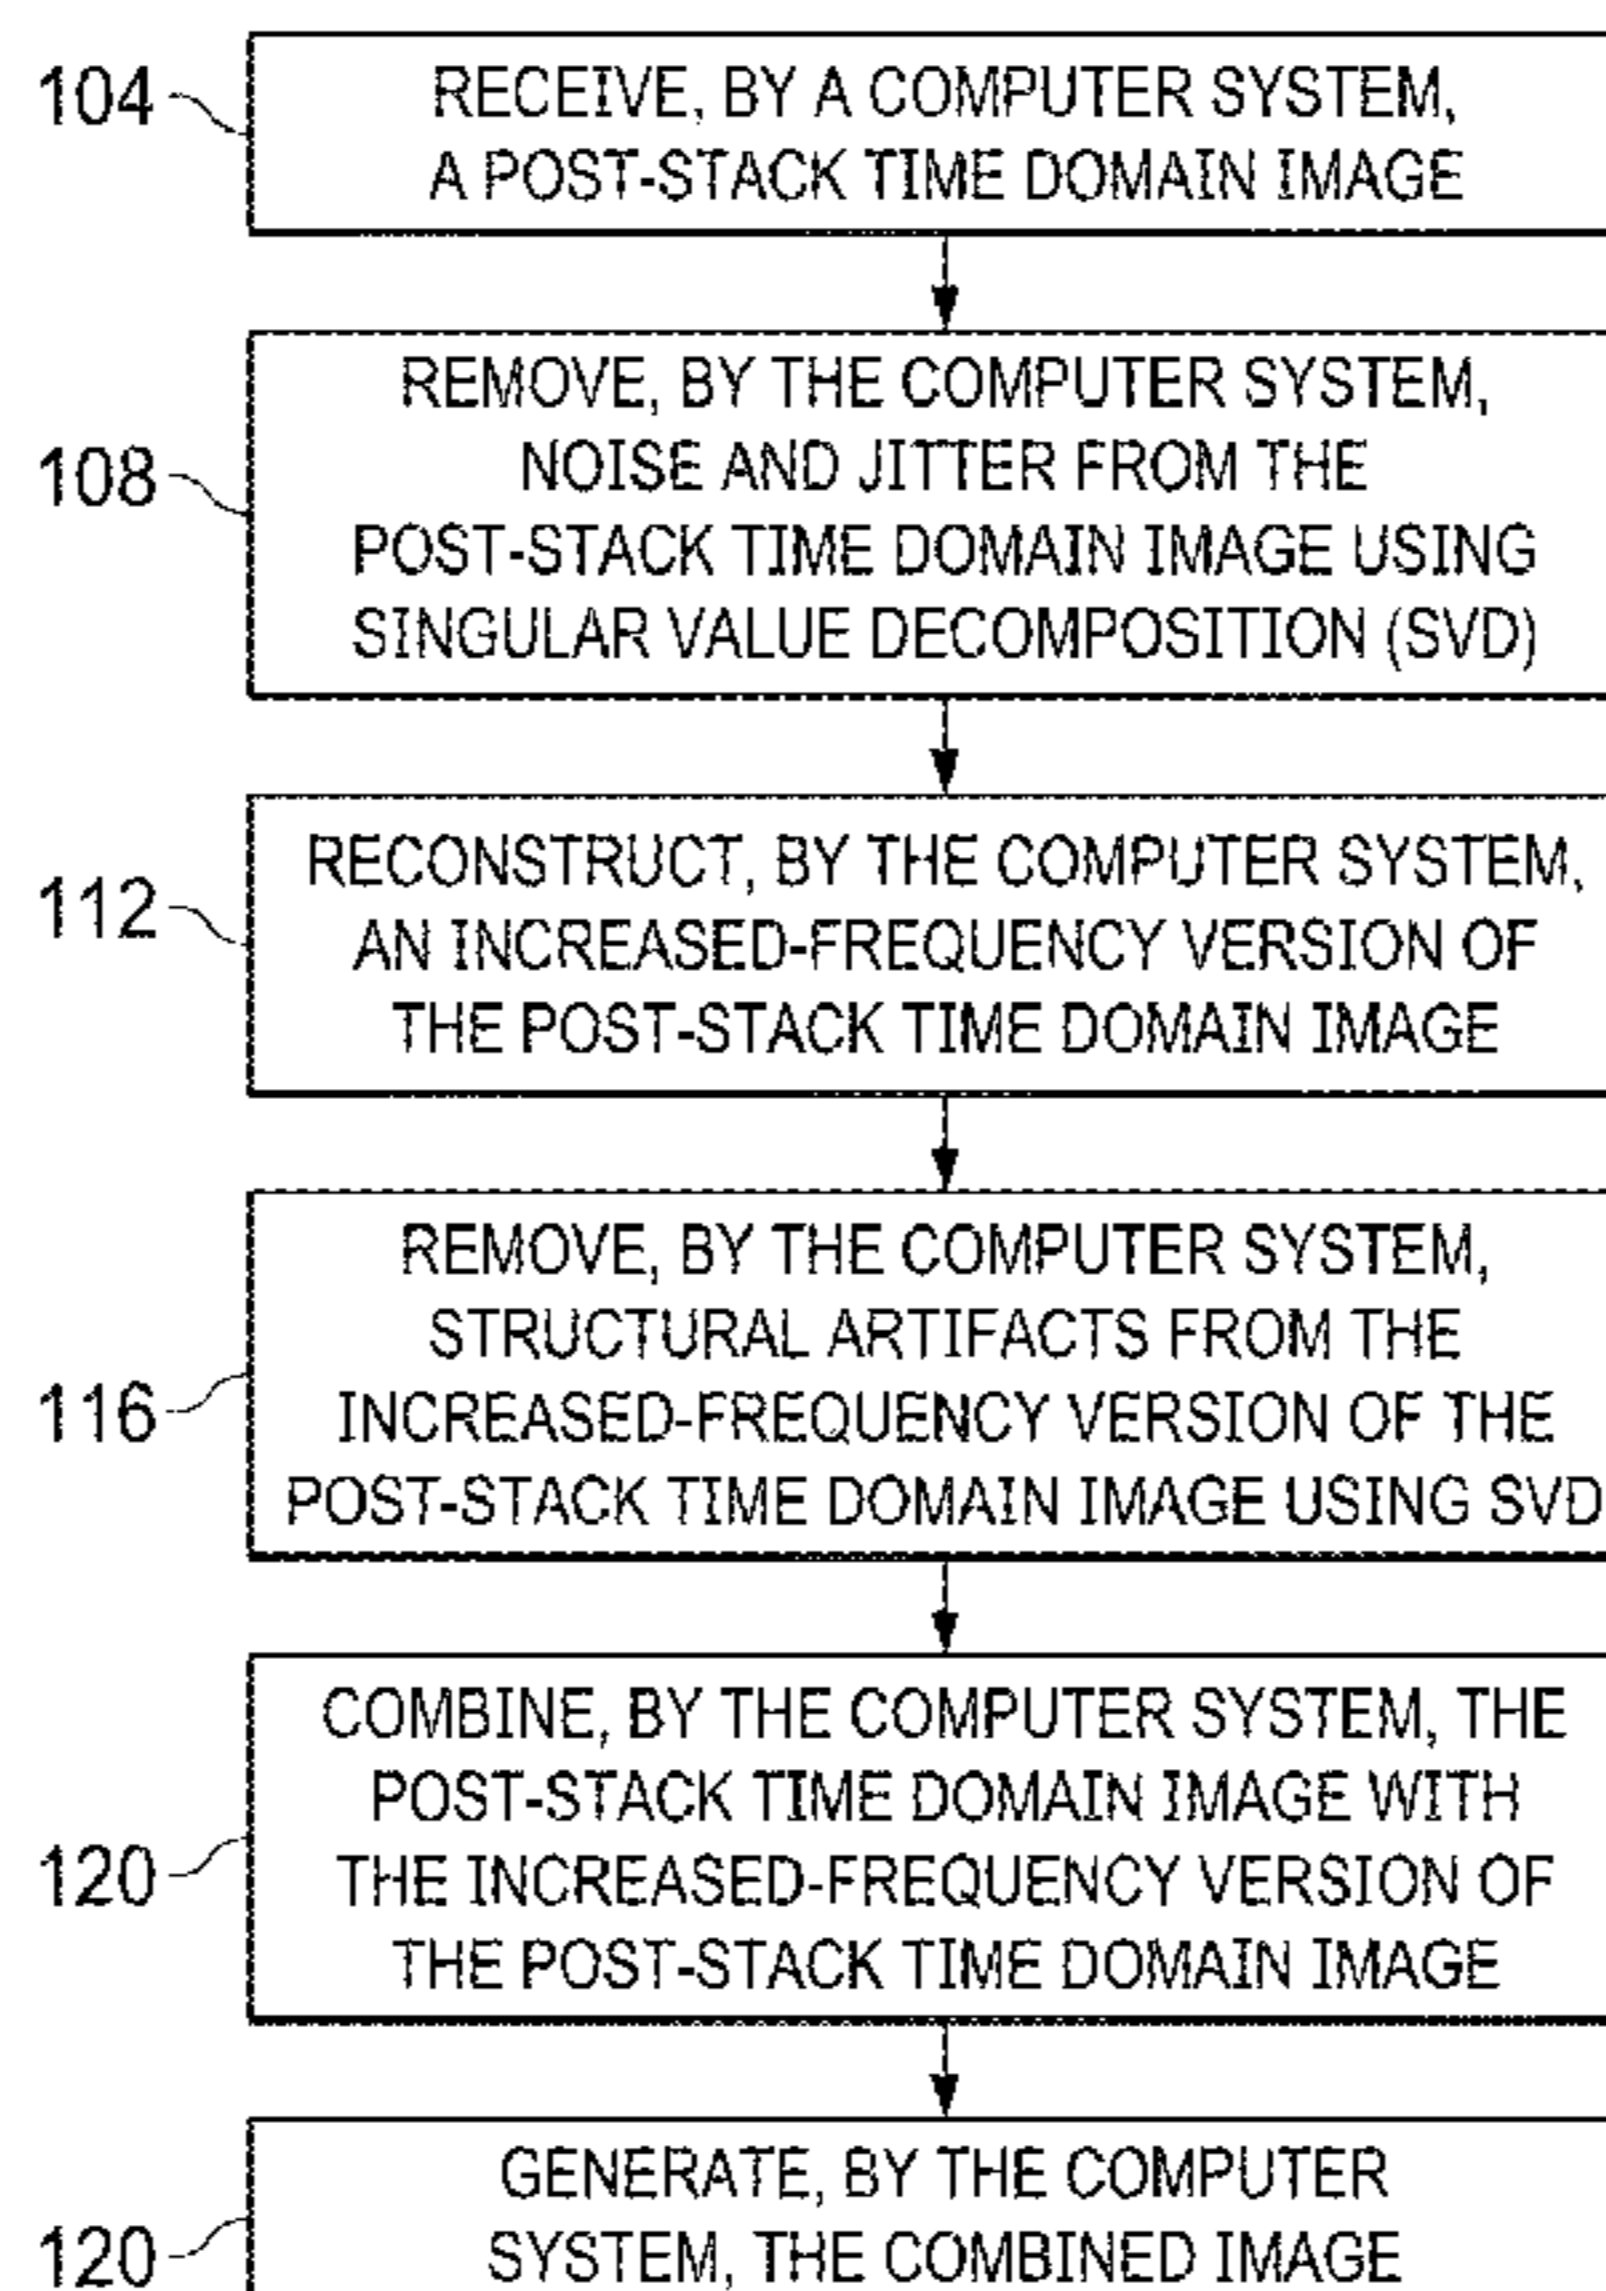 104
RECEIVE, BY A COMPUTER SYSTEM,
A POST-STACK TIME DOMAIN IMAGE
108
REMOVE, BY THE COMPUTER SYSTEM,
NOISE AND JITTER FROM THE
POST-STACK TIME DOMAIN IMAGE USING
SINGULAR VALUE DECOMPOSITION (SVD)
112
RECONSTRUCT, BY THE COMPUTER SYSTEM,
AN INCREASED-FREQUENCY VERSION OF
THE POST-STACK TIME DOMAIN IMAGE
116
REMOVE, BY THE COMPUTER SYSTEM,
STRUCTURAL ARTIFACTS FROM THE
INCREASED-FREQUENCY VERSION OF THE
POST-STACK TIME DOMAIN IMAGE USING SVD
120
COMBINE, BY THE COMPUTER SYSTEM, THE
POST-STACK TIME DOMAIN IMAGE WITH
THE INCREASED-FREQUENCY VERSION OF
THE POST-STACK TIME DOMAIN IMAGE
120
GENERATE, BY THE COMPUTER
SYSTEM, THE COMBINED IMAGE